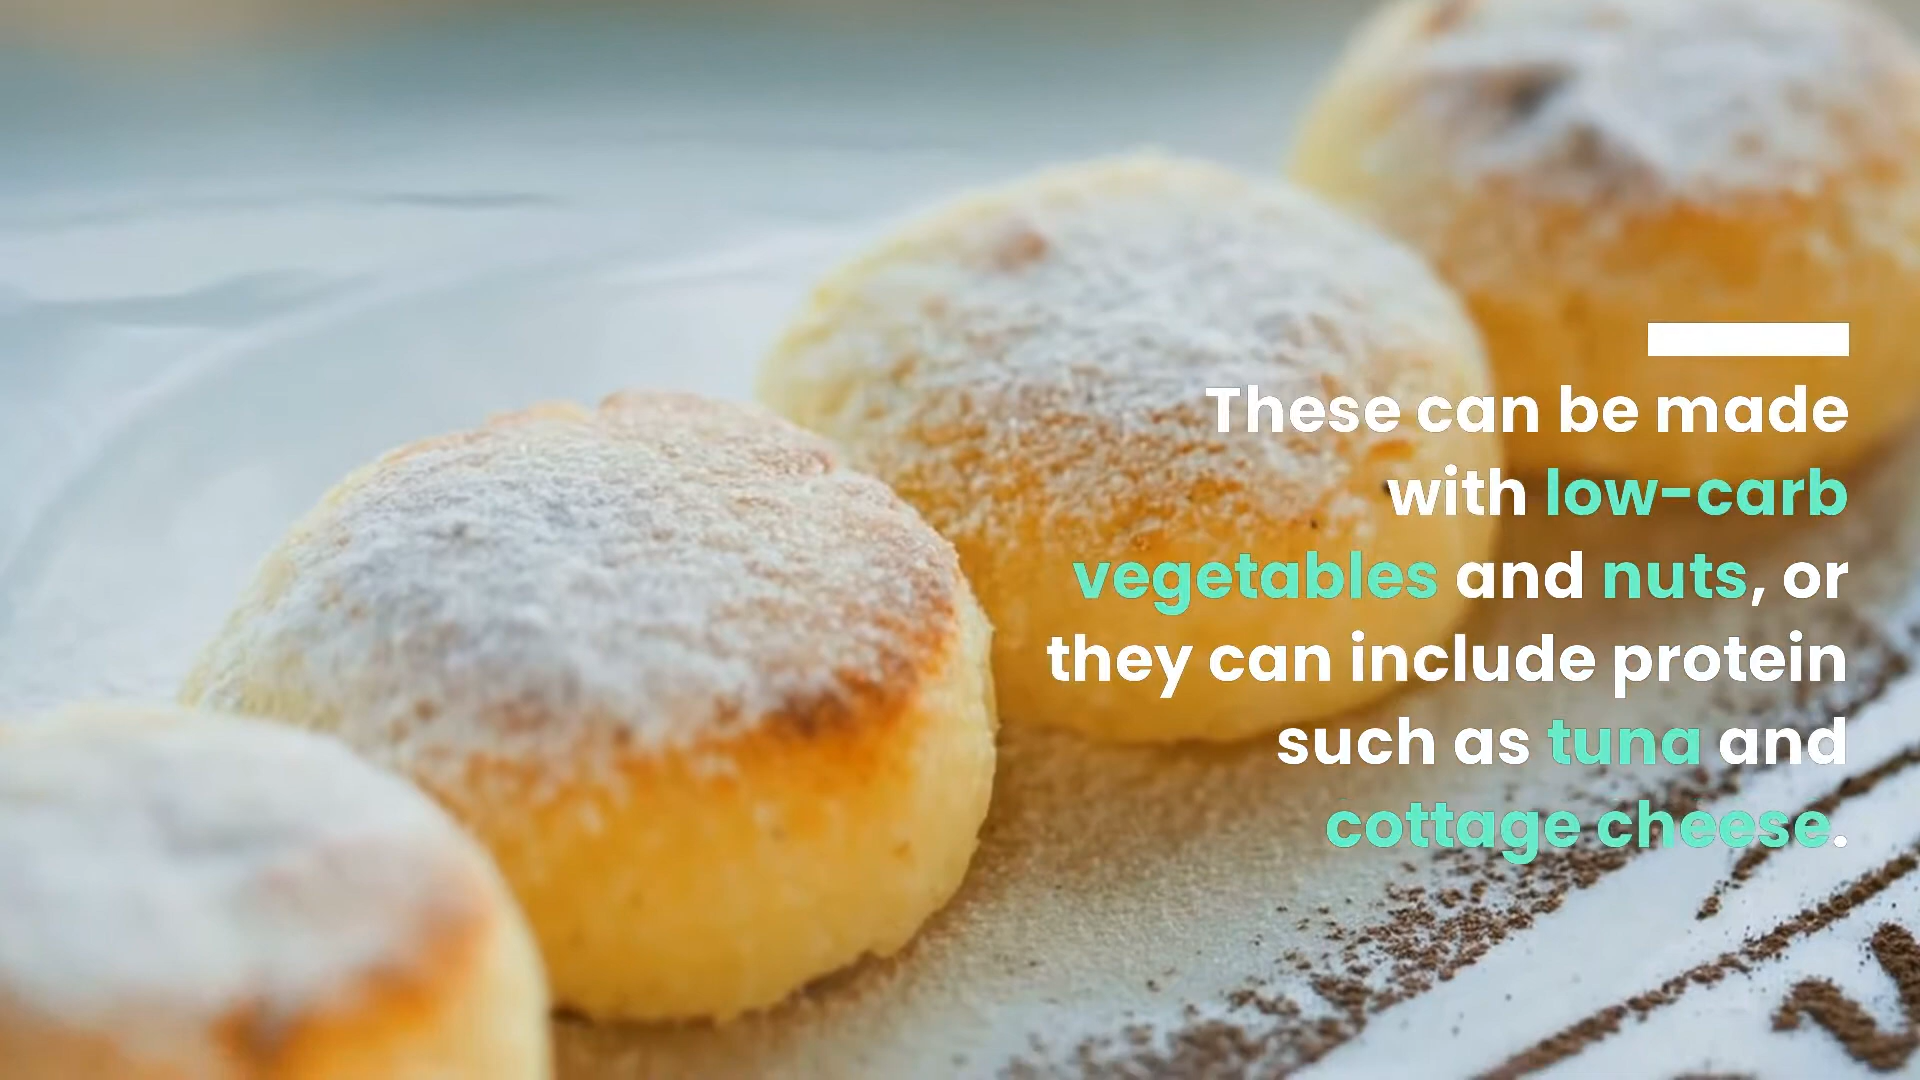 These can be made
with low-carb
vegetables and nuts, or
they can include protein
such as tuna and
cottage cheese.